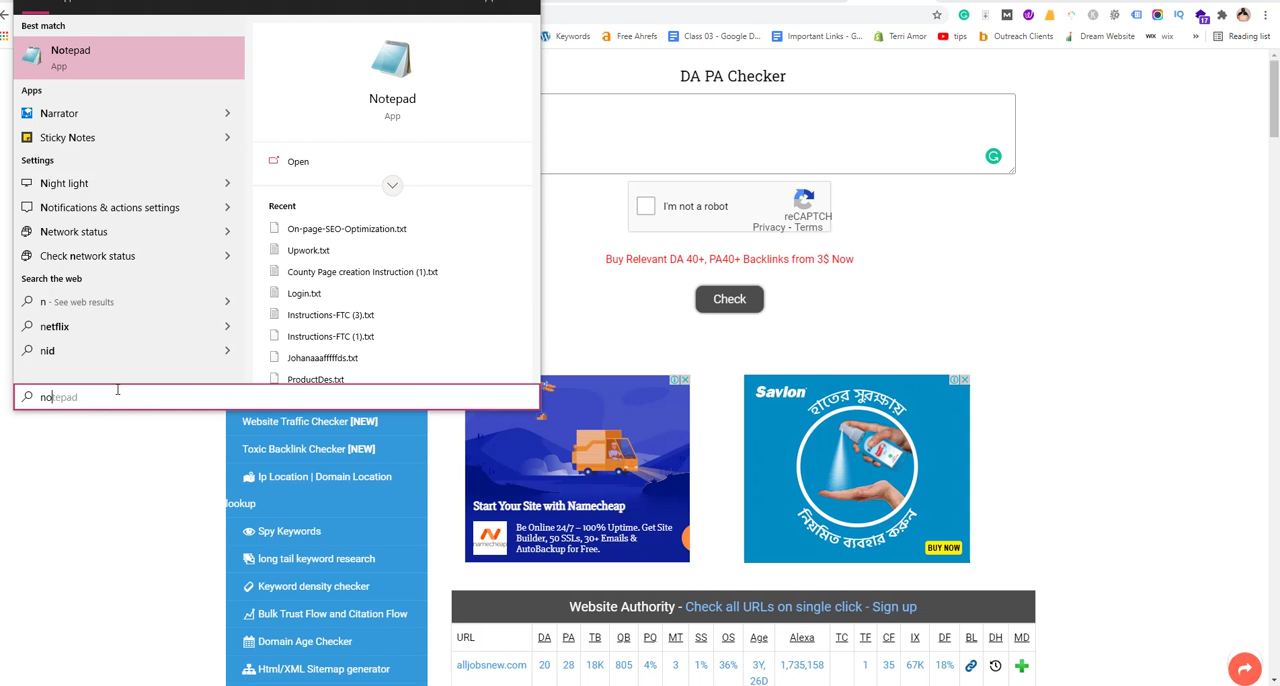 Best match
Notepad
App
Apps
Narrator
Sticky Notes
Settings
Night light
Notifications & actions settings
Network status
Check network status
Search the web
n - See web results
netflix
nid
notepad
Notepad
App
Open
Recent
On-page-SEO-Optimization.txt
Upwork.txt
County Page creation Instruction (1).txt
Login.txt
Instructions-FTC (3).txt
Instructions-FTC (1).txt
Johanaaafffffds.txt
ProductDes.txt
Keywords
Free Ahrefs
Class 03 - Google D...
Important Links - G...
Terri Amor
tips
Outreach Clients
WIX
wix
Dream Website
»
Reading list
17
DA PA Checker
I'm not a robot
reCAPTCHA
Privacy - Terms
Buy Relevant DA 40+, PA40+ Backlinks from 3$ Now
Check
Website Traffic Checker [NEW]
Toxic Backlink Checker [NEW]
Ip Location | Domain Location
lookup
Spy Keywords
long tail keyword research
Keyword density checker
Bulk Trust Flow and Citation Flow
Domain Age Checker
Html/XML Sitemap generator
Start Your Site with Namecheap
Be Online 24/7 – 100% Uptime. Get Site
Builder, 50 SSLs, 30+ Emails &
AutoBackup for Free.
namecheap
Savlon
হাতের সুরক্ষায়
নিয়মিত ব্যবহার করুন
BUY NOW
Website Authority - Check all URLs on single click - Sign up
URL DA PA TB QB PQ MT SS OS Age Alexa TC TF CF IX DF BL DH MD
alljobsnew.com 20 28 18K 805 4% 3 1% 36% 3Y, 1,735,158 1 35 67K 18%
26D